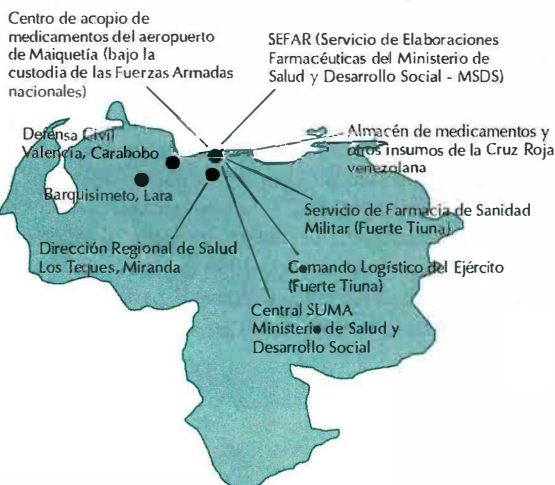 Centro de acopio de
medicamentos del aeropuerto
de Maiquetía (bajo la
custodia de las Fuerzas Armadas
nacionales)
SEFAR (Servicio de Elaboraciones
Farmacéuticas del Ministerio de
Salud y Desarrollo Social - MSDS)
Defensa Civil
Valencia, Carabobo
Almacén de medicamentos y
otros insumos de la Cruz Roja
venezolana
Barquisimeto, Lara
Servicio de Farmacia de Sanidad
Militar (Fuerte Tiuna)
Dirección Regional de Salud
Los Teques, Miranda
Comando Logístico del Ejército
(Fuerte Tiuna)
Central SUMA
Ministerio de Salud y
Desarrollo Social